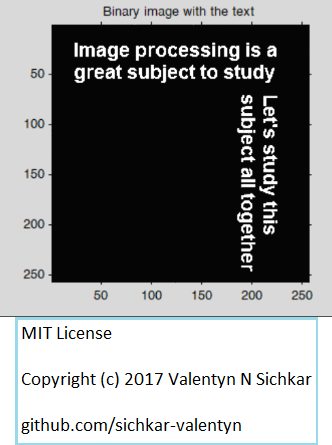 Binary image with the text
Image processing is a
great subject to study
Let's study this
subject all together
50
100
150
200
250
50
100
150
200
250
MIT License
Copyright (c) 2017 Valentyn N Sichkar
github.com/sichkar-valentyn